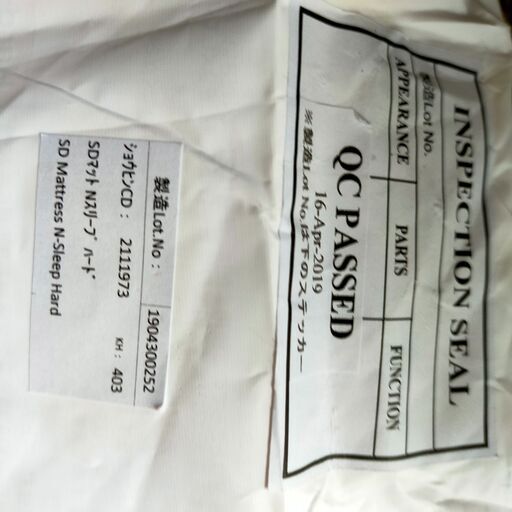 INSPECTION SEAL
製造Lot No.
APPEARANCE PARTS FUNCTION
QC PASSED
16-Apr-2019
※製造Lot No,は下のステッカー
製造Lot.No : 1904300252
ショウヒンCD : 2111973 KH : 403
SDマット Nスリープ ハード
SD Mattress N-Sleep Hard